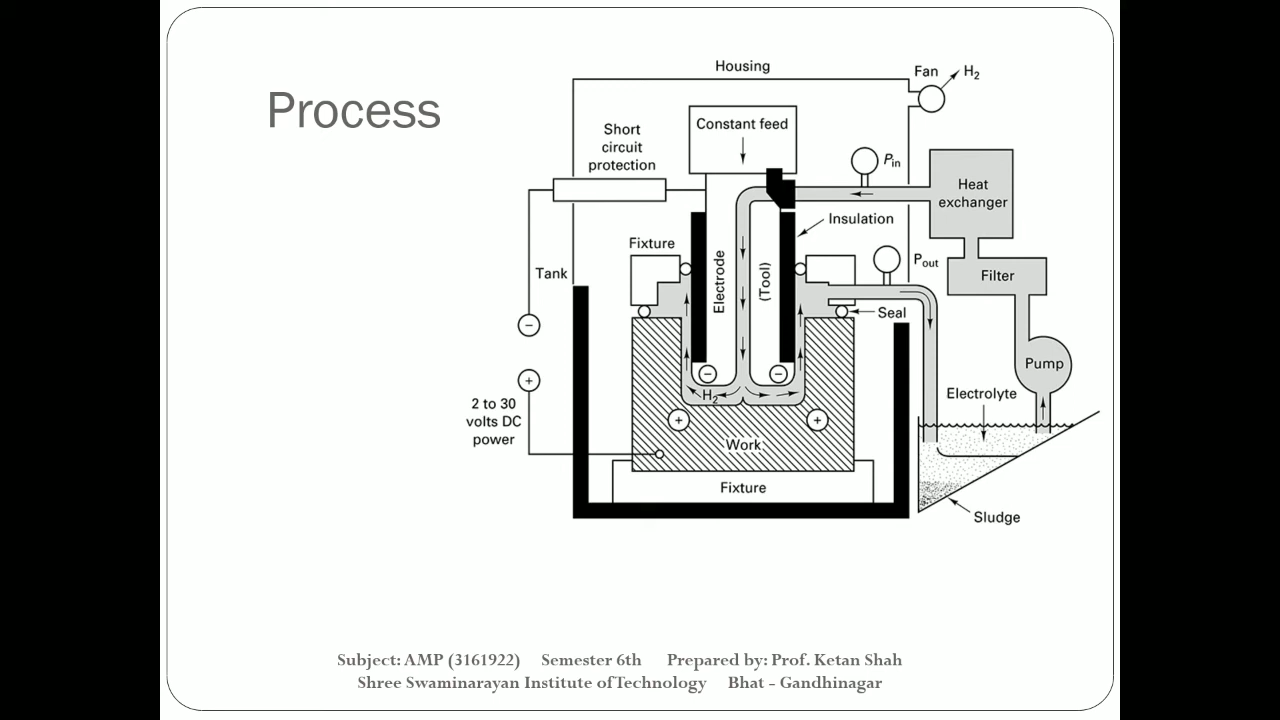 Process
Housing
Fan
H₂
Short
circuit
protection
Constant feed
Pin
Heat
exchanger
Insulation
Fixture
Electrode
(Tool)
Pout
Filter
Tank
Seal
−
+
Pump
2 to 30
volts DC
power
−
−
H₂
Electrolyte
+
+
Work
Fixture
Sludge
Subject: AMP (3161922) Semester 6th Prepared by: Prof. Ketan Shah
Shree Swaminarayan Institute of Technology Bhat - Gandhinagar